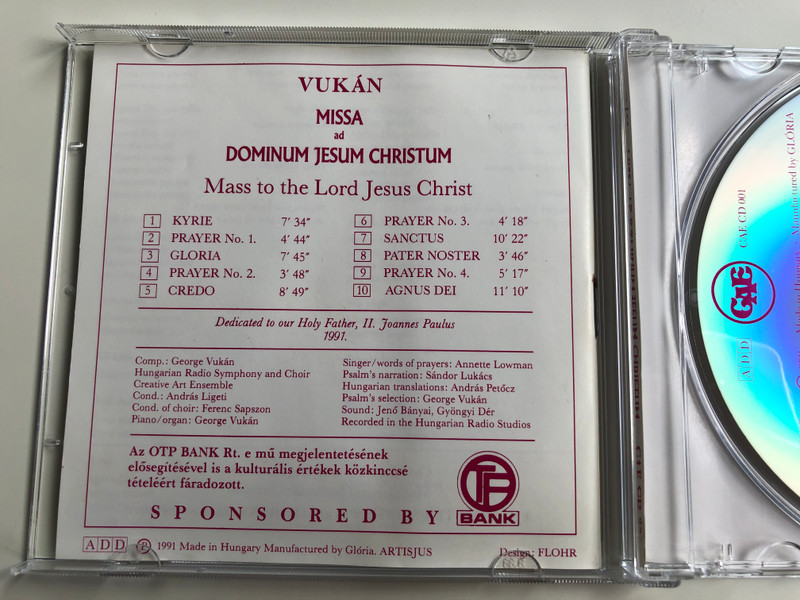 VUKÁN
MISSA
ad
DOMINUM JESUM CHRISTUM
Mass to the Lord Jesus Christ
1 KYRIE 7′ 34″
2 PRAYER No. 1. 4′ 44″
3 GLORIA 7′ 45″
4 PRAYER No. 2. 3′ 48″
5 CREDO 8′ 49″
6 PRAYER No. 3. 4′ 18″
7 SANCTUS 10′ 22″
8 PATER NOSTER 3′ 46″
9 PRAYER No. 4. 5′ 17″
10 AGNUS DEI 11′ 10″
Dedicated to our Holy Father, II. Joannes Paulus
1991.
Comp.: George Vukán
Hungarian Radio Symphony and Choir
Creative Art Ensemble
Cond.: András Ligeti
Cond. of choir: Ferenc Sapszon
Piano/organ: George Vukán
Singer/words of prayers: Annette Lowman
Psalm's narration: Sándor Lukács
Hungarian translations: András Petőcz
Psalm's selection: George Vukán
Sound: Jenő Bányai, Gyöngyi Dér
Recorded in the Hungarian Radio Studios
Az OTP BANK Rt. e mű megjelentetésének
elősegítésével is a kulturális értékek közkinccsé
tételéért fáradozott.
SPONSORED BY
BANK
ADD Ⓟ 1991 Made in Hungary Manufactured by Glória. ARTISJUS
Design: FLOHR
CAE CD 001
CAE
ADD
Manufactured by GLÓRIA